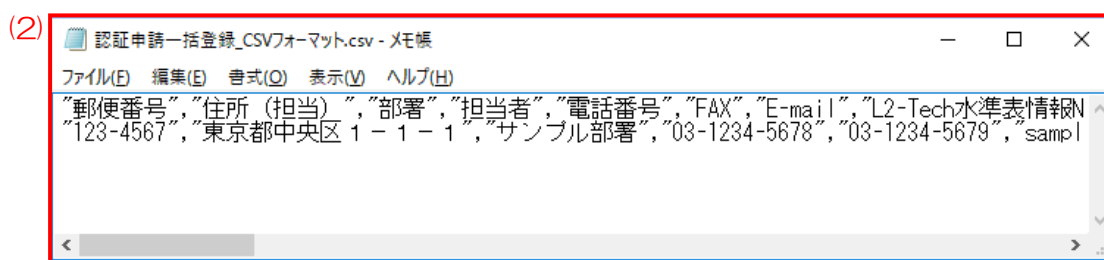 (2)
認証申請一括登録_CSVフォーマット.csv - メモ帳
ファイル(F) 編集(E) 書式(O) 表示(V) ヘルプ(H)
"郵便番号","住所（担当）","部署","担当者","電話番号","FAX","E-mail","L2-Tech水準表情報N
"123-4567","東京都中央区１－１－１","サンプル部署","03-1234-5678","03-1234-5679","sampl